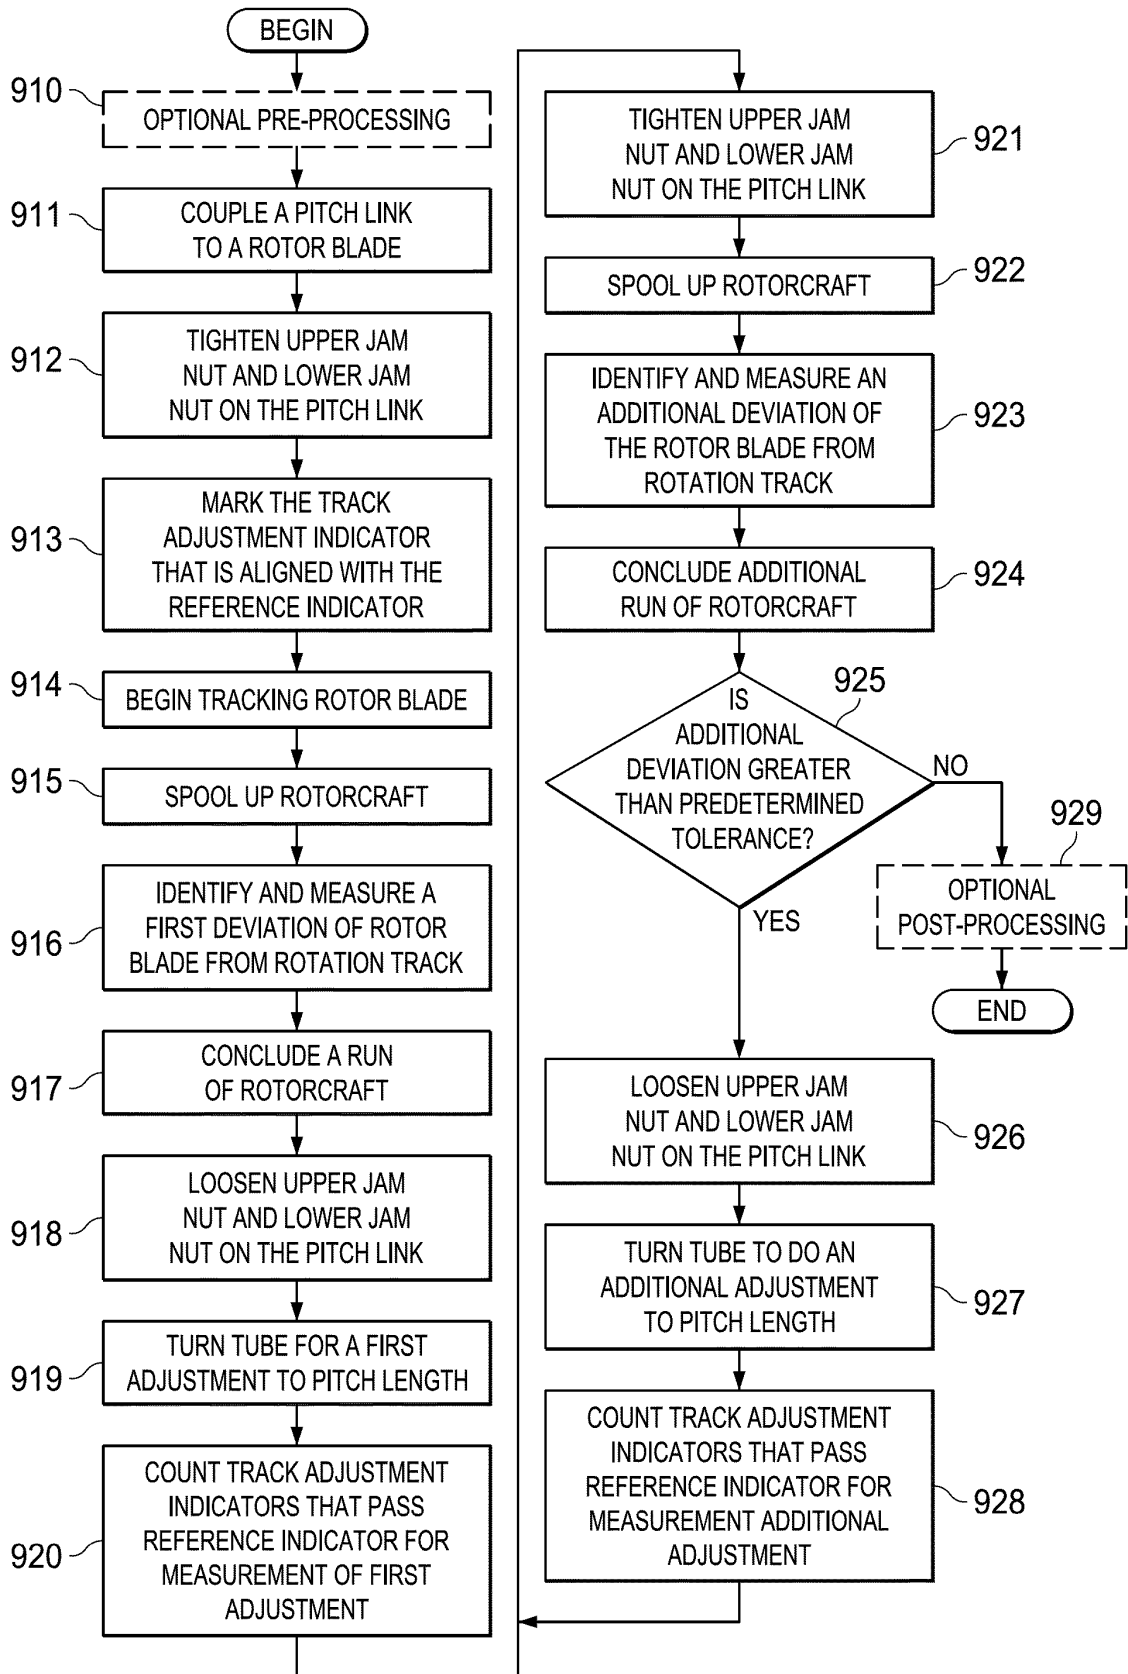 BEGIN
910
OPTIONAL PRE-PROCESSING
911
COUPLE A PITCH LINK
TO A ROTOR BLADE
912
TIGHTEN UPPER JAM
NUT AND LOWER JAM
NUT ON THE PITCH LINK
913
MARK THE TRACK
ADJUSTMENT INDICATOR
THAT IS ALIGNED WITH THE
REFERENCE INDICATOR
914
BEGIN TRACKING ROTOR BLADE
915
SPOOL UP ROTORCRAFT
916
IDENTIFY AND MEASURE A
FIRST DEVIATION OF ROTOR
BLADE FROM ROTATION TRACK
917
CONCLUDE A RUN
OF ROTORCRAFT
918
LOOSEN UPPER JAM
NUT AND LOWER JAM
NUT ON THE PITCH LINK
919
TURN TUBE FOR A FIRST
ADJUSTMENT TO PITCH LENGTH
920
COUNT TRACK ADJUSTMENT
INDICATORS THAT PASS
REFERENCE INDICATOR FOR
MEASUREMENT OF FIRST
ADJUSTMENT
TIGHTEN UPPER JAM
NUT AND LOWER JAM
NUT ON THE PITCH LINK
921
SPOOL UP ROTORCRAFT
922
IDENTIFY AND MEASURE AN
ADDITIONAL DEVIATION OF
THE ROTOR BLADE FROM
ROTATION TRACK
923
CONCLUDE ADDITIONAL
RUN OF ROTORCRAFT
924
IS
ADDITIONAL
DEVIATION GREATER
THAN PREDETERMINED
TOLERANCE?
925
NO
YES
929
OPTIONAL
POST-PROCESSING
END
LOOSEN UPPER JAM
NUT AND LOWER JAM
NUT ON THE PITCH LINK
926
TURN TUBE TO DO AN
ADDITIONAL ADJUSTMENT
TO PITCH LENGTH
927
COUNT TRACK ADJUSTMENT
INDICATORS THAT PASS
REFERENCE INDICATOR FOR
MEASUREMENT ADDITIONAL
ADJUSTMENT
928